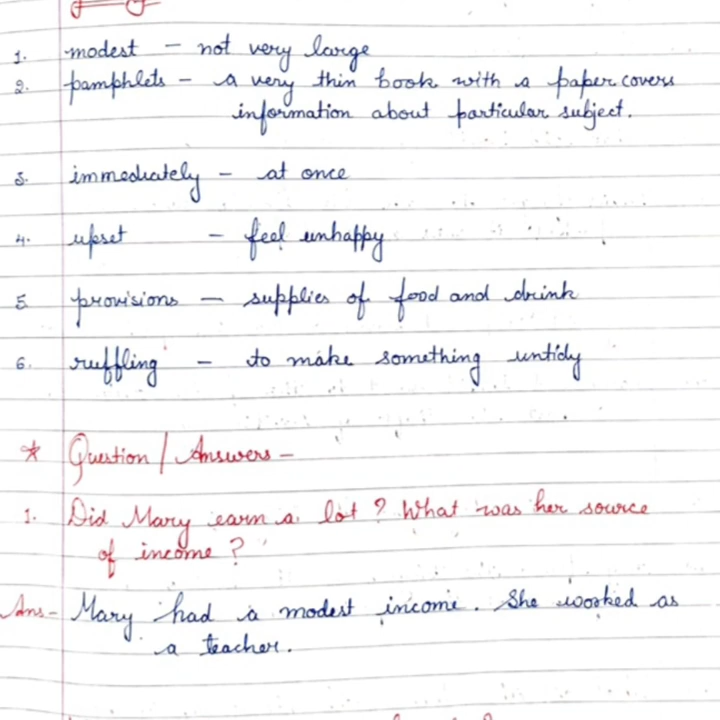 1. modest - not very large
2. pamphlets - a very thin book with a paper covers
information about particular subject.
3. immediately - at once
4. upset - feel unhappy
5. provisions - supplies of food and drink
6. ruffling - to make something untidy
* Question / Answers -
1. Did Mary earn a lot ? What was her source
of income ?
Ans - Mary had a modest income. She worked as
a teacher.